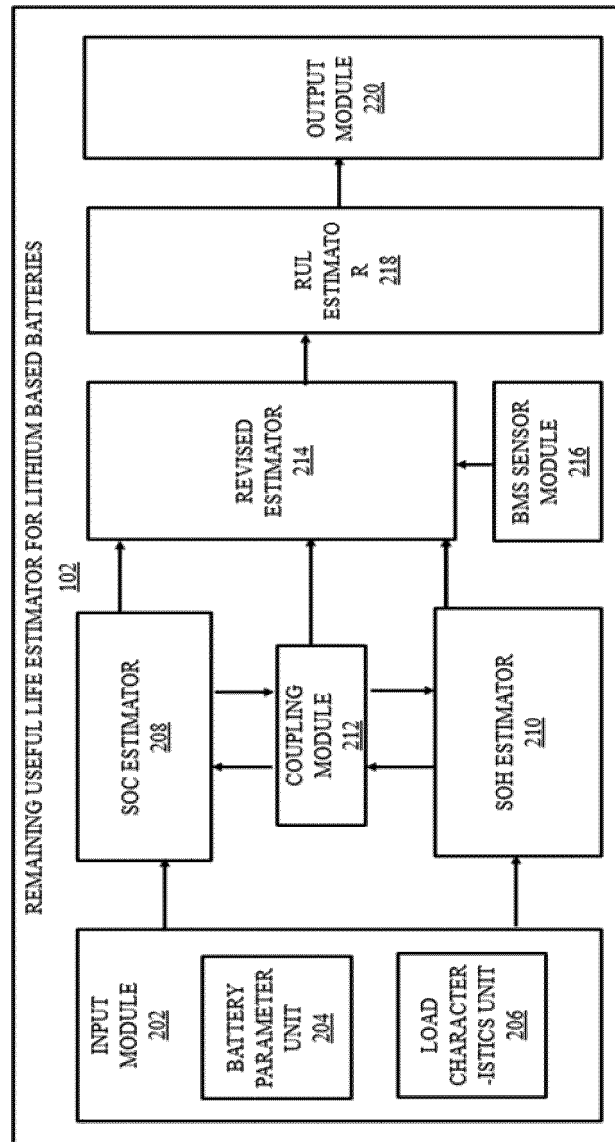 REMAINING USEFUL LIFE ESTIMATOR FOR LITHIUM BASED BATTERIES
102
INPUT
MODULE
202
BATTERY
PARAMETER
UNIT
204
LOAD
CHARACTER
-ISTICS UNIT
206
SOC ESTIMATOR
208
COUPLING
MODULE
212
SOH ESTIMATOR
210
REVISED
ESTIMATOR
214
BMS SENSOR
MODULE
216
RUL
ESTIMATO
R
218
OUTPUT
MODULE
220